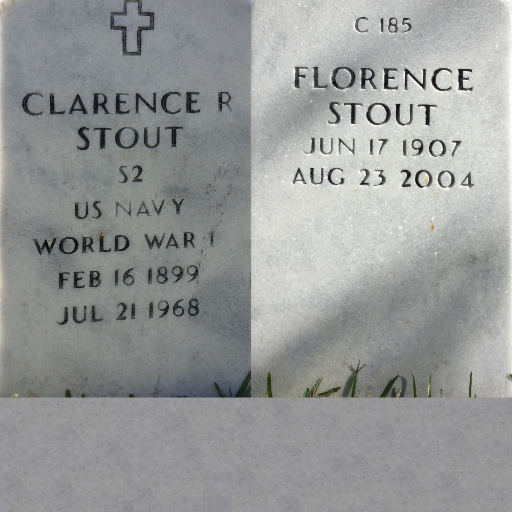 CLARENCE R
STOUT
S2
US NAVY
WORLD WAR I
FEB 16 1899
JUL 21 1968
C 185
FLORENCE
STOUT
JUN 17 1907
AUG 23 2004